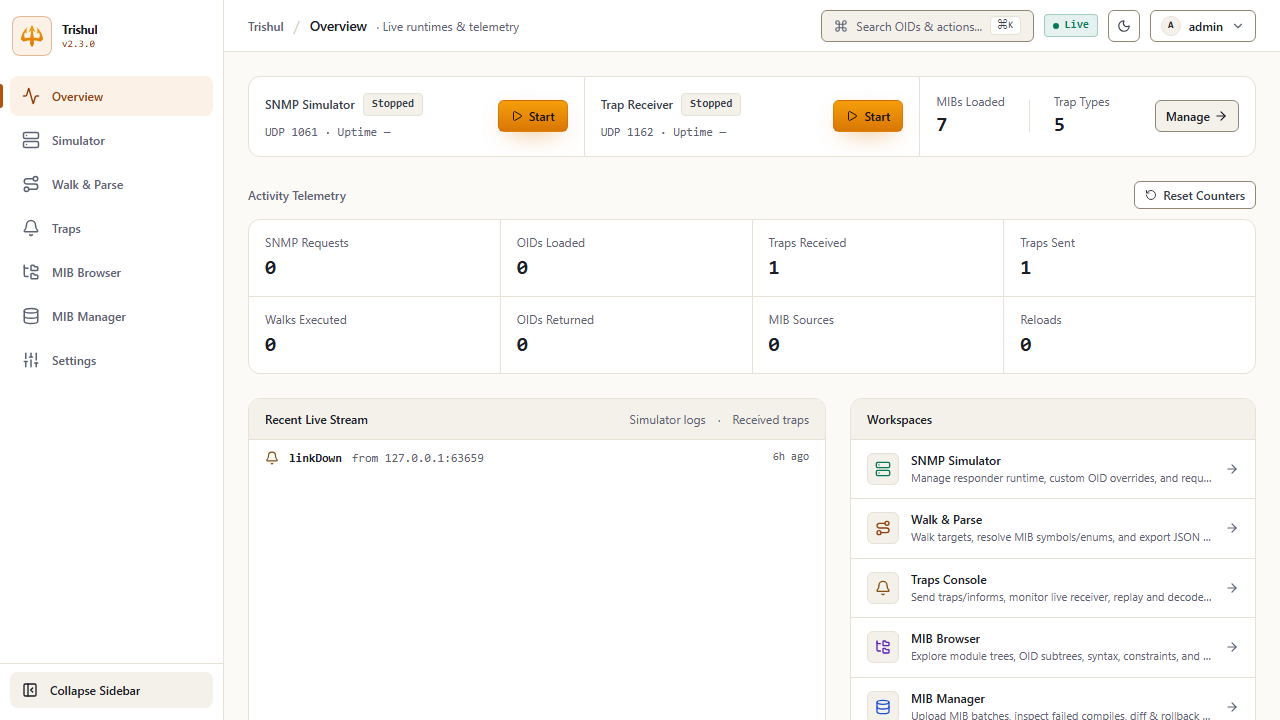 Trishul
v2.3.0
Overview
Simulator
Walk & Parse
Traps
MIB Browser
MIB Manager
Settings
Collapse Sidebar
Trishul / Overview · Live runtimes & telemetry
Search OIDs & actions... ⌘K
Live
A admin
SNMP Simulator Stopped
UDP 1061 · Uptime —
Start
Trap Receiver Stopped
UDP 1162 · Uptime —
Start
MIBs Loaded
7
Trap Types
5
Manage
Activity Telemetry
Reset Counters
SNMP Requests
0
OIDs Loaded
0
Traps Received
1
Traps Sent
1
Walks Executed
0
OIDs Returned
0
MIB Sources
0
Reloads
0
Recent Live Stream
Simulator logs · Received traps
linkDown from 127.0.0.1:63659 6h ago
Workspaces
SNMP Simulator
Manage responder runtime, custom OID overrides, and requ...
Walk & Parse
Walk targets, resolve MIB symbols/enums, and export JSON ...
Traps Console
Send traps/informs, monitor live receiver, replay and decode...
MIB Browser
Explore module trees, OID subtrees, syntax, constraints, and ...
MIB Manager
Upload MIB batches, inspect failed compiles, diff & rollback ...